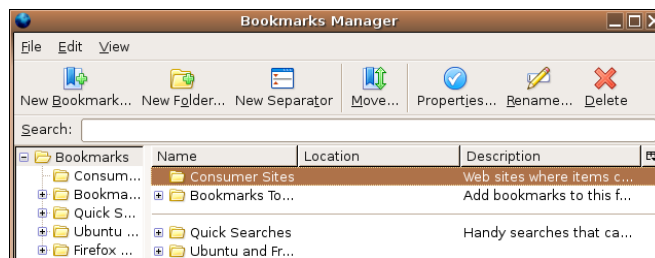 Bookmarks Manager
File Edit View
New Bookmark... New Folder... New Separator Move... Properties... Rename... Delete
Search:
Bookmarks Name Location Description
Consum... Consumer Sites Web sites where items c...
Bookma... Bookmarks To... Add bookmarks to this f...
Quick S...
Ubuntu ... Quick Searches Handy searches that ca...
Firefox ... Ubuntu and Fr...